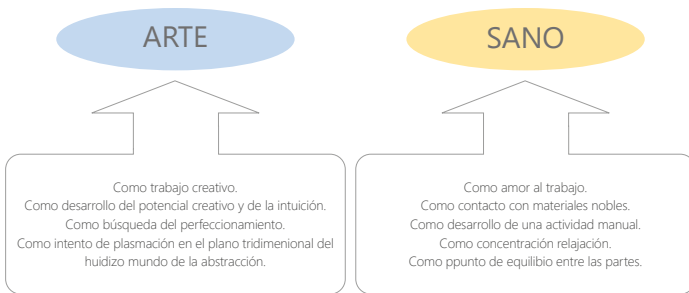 ARTE
Como trabajo creativo.
Como desarrollo del potencial creativo y de la intuición.
Como búsqueda del perfeccionamiento.
Como intento de plasmación en el plano tridimenional del
huidizo mundo de la abstracción.
SANO
Como amor al trabajo.
Como contacto con materiales nobles.
Como desarrollo de una actividad manual.
Como concentración relajación.
Como ppunto de equilibio entre las partes.